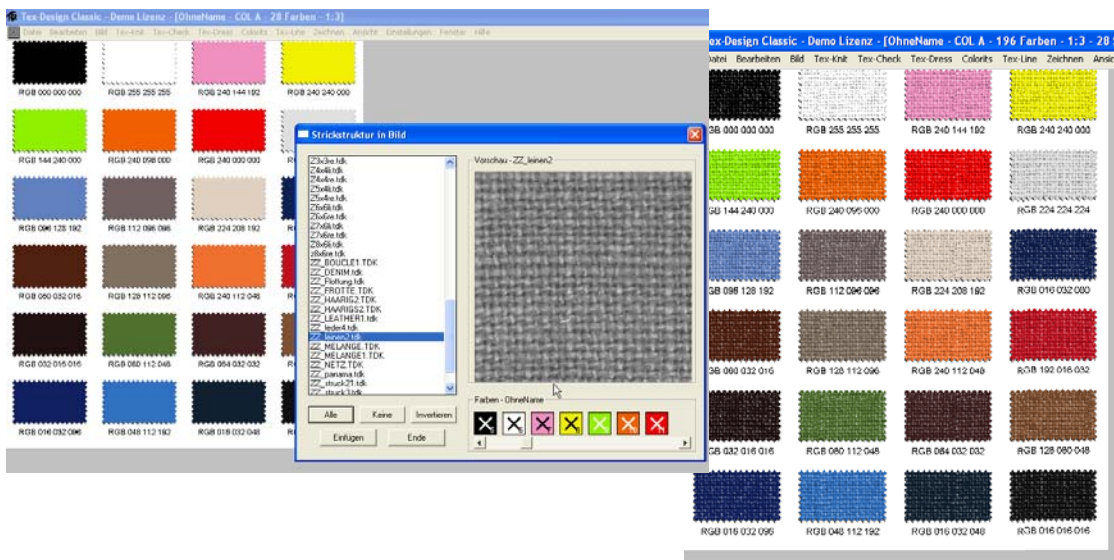 Tex-Design Classic - Demo Lizenz - [OhneName - COL A - 28 Farben - 1:3]
Datei Bearbeiten Bild Tex-Knit Tex-Check Tex-Dress Colorits Tex-Line Zeichnen Ansicht Einstellungen Fenster Hilfe
RGB 000 000 000
RGB 255 255 255
RGB 240 144 192
RGB 240 240 000
RGB 144 240 000
RGB 240 096 000
RGB 240 000 000
RGB 096 128 192
RGB 112 096 096
RGB 224 208 192
RGB 060 032 016
RGB 128 112 096
RGB 240 112 048
RGB 032 016 016
RGB 080 112 048
RGB 064 032 032
RGB 016 032 096
RGB 048 112 192
RGB 016 032 048
Strickstruktur in Bild
Z3x3re.tdk
Z4x4li.tdk
Z4x4re.tdk
Z5x4li.tdk
Z5x4re.tdk
Z6x6li.tdk
Z6x6re.tdk
Z7x6li.tdk
Z7x6re.tdk
Z8x6li.tdk
z8x6re.tdk
ZZ_BOUCLE1.TDK
ZZ_DENIM.tdk
ZZ_Flottung.tdk
ZZ_FROTTE.TDK
ZZ_HAARIG2.TDK
ZZ_HAARIGS2.TDK
ZZ_LEATHER1.tdk
ZZ_leder4.tdk
ZZ_leinen2.tdk
ZZ_MELANGE.TDK
ZZ_MELANGE1.TDK
ZZ_NETZ.TDK
ZZ_panama.tdk
ZZ_struck21.tdk
ZZ_struck3.tdk
Vorschau - ZZ_leinen2
Farben - OhneName
Alle Keine Invertieren
Einfügen Ende
ex-Design Classic - Demo Lizenz - [OhneName - COL A - 196 Farben - 1:3 - 28
Datei Bearbeiten Bild Tex-Knit Tex-Check Tex-Dress Colorits Tex-Line Zeichnen Ansic
GB 000 000 000
RGB 255 255 255
RGB 240 144 192
RGB 240 240 000
GB 144 240 000
RGB 240 096 000
RGB 240 000 000
RGB 224 224 224
GB 096 128 192
RGB 112 096 096
RGB 224 208 192
RGB 016 032 080
GB 060 032 016
RGB 128 112 096
RGB 240 112 048
RGB 192 016 032
GB 032 016 016
RGB 080 112 048
RGB 064 032 032
RGB 128 080 048
RGB 016 032 096
RGB 048 112 192
RGB 016 032 048
RGB 016 016 016